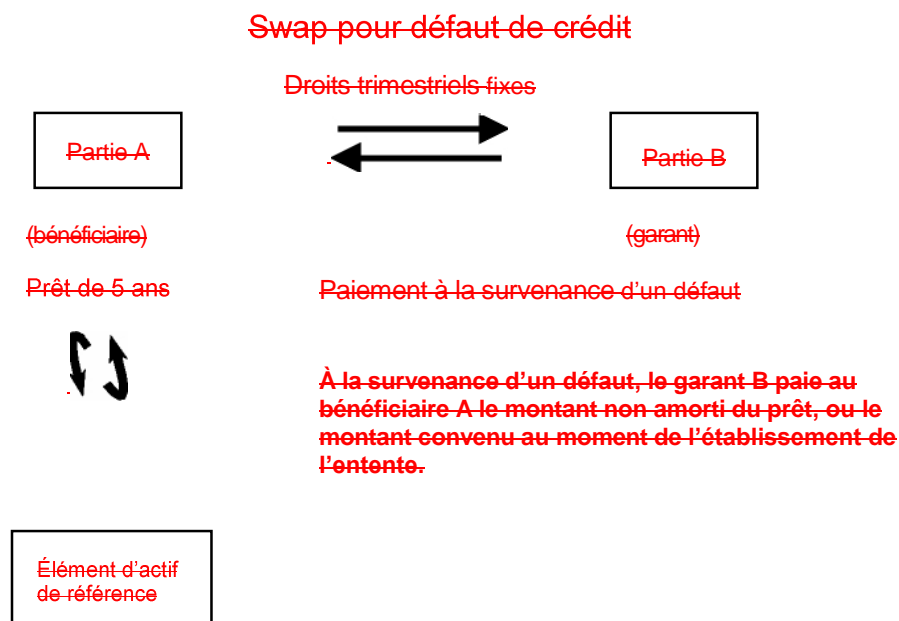 Swap pour défaut de crédit
Droits trimestriels fixes
Partie A
Partie B
(bénéficiaire)
(garant)
Prêt de 5 ans
Paiement à la survenance d'un défaut
À la survenance d’un défaut, le garant B paie au
bénéficiaire A le montant non amorti du prêt, ou le
montant convenu au moment de l’établissement de
l’entente.
Élément d’actif
de référence